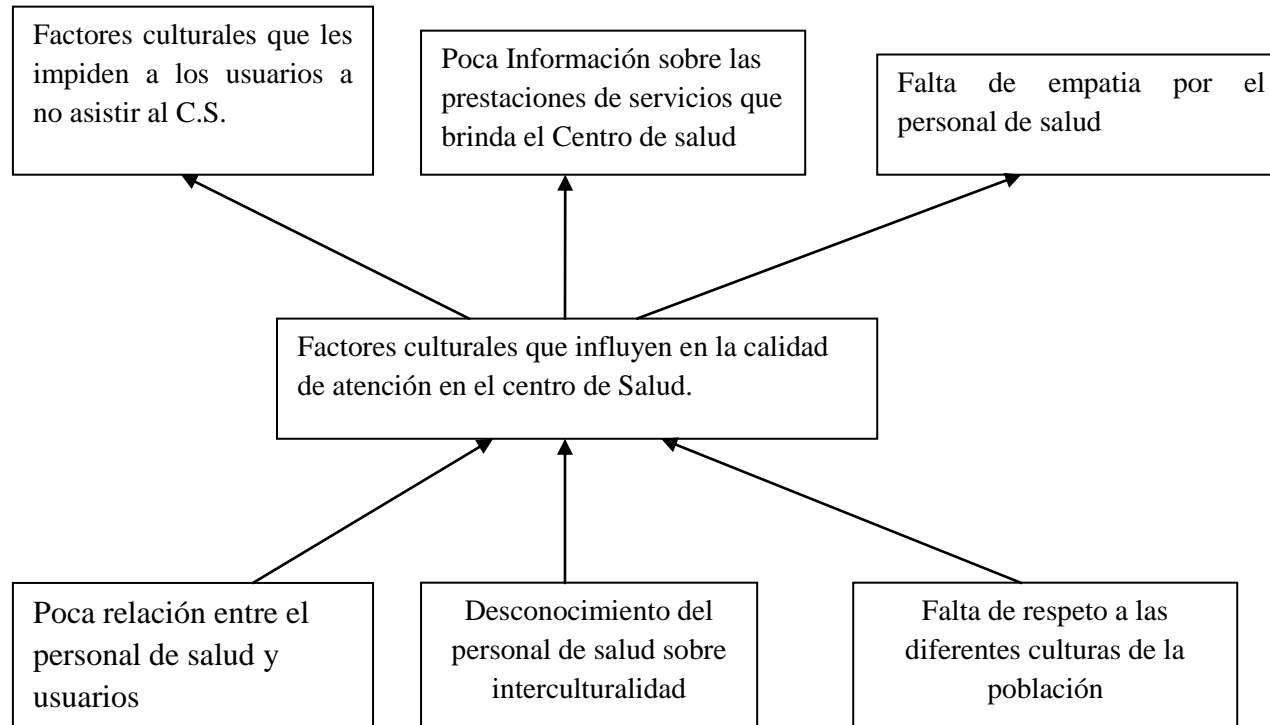 Factores culturales que les
impiden a los usuarios a
no asistir al C.S.
Poca Información sobre las
prestaciones de servicios que
brinda el Centro de salud
Falta de empatia por el
personal de salud
Factores culturales que influyen en la calidad
de atención en el centro de Salud.
Poca relación entre el
personal de salud y
usuarios
Desconocimiento del
personal de salud sobre
interculturalidad
Falta de respeto a las
diferentes culturas de la
población